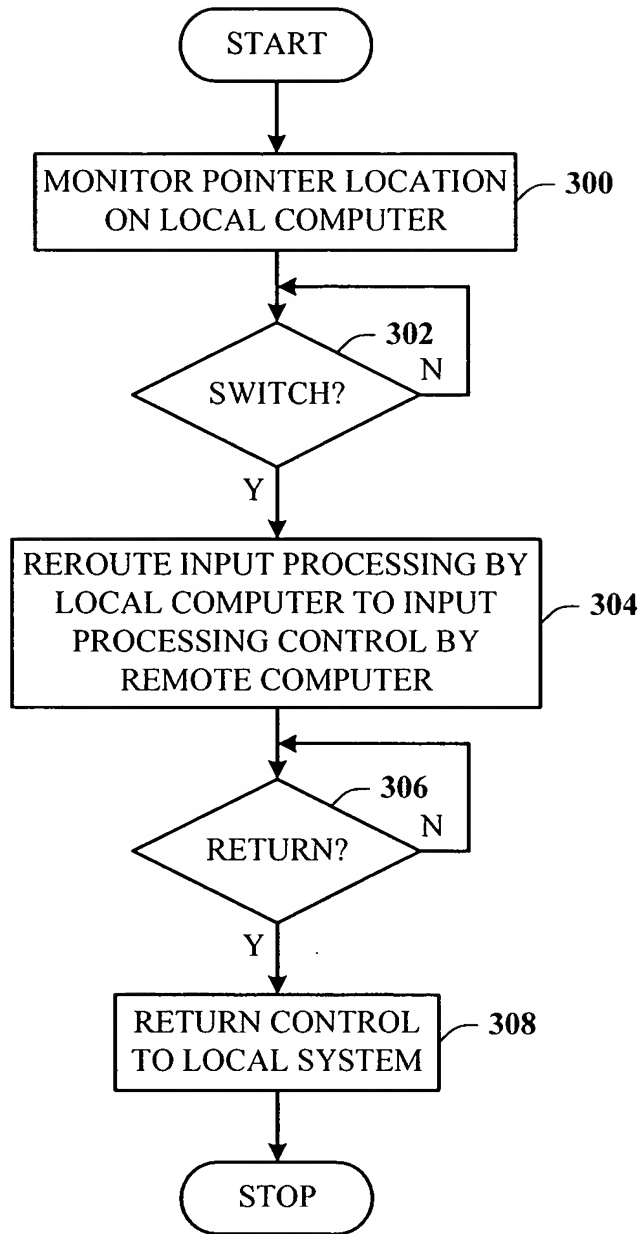 START
MONITOR POINTER LOCATION
ON LOCAL COMPUTER
300
302
SWITCH?
N
Y
REROUTE INPUT PROCESSING BY
LOCAL COMPUTER TO INPUT
PROCESSING CONTROL BY
REMOTE COMPUTER
304
306
RETURN?
N
Y
RETURN CONTROL
TO LOCAL SYSTEM
308
STOP